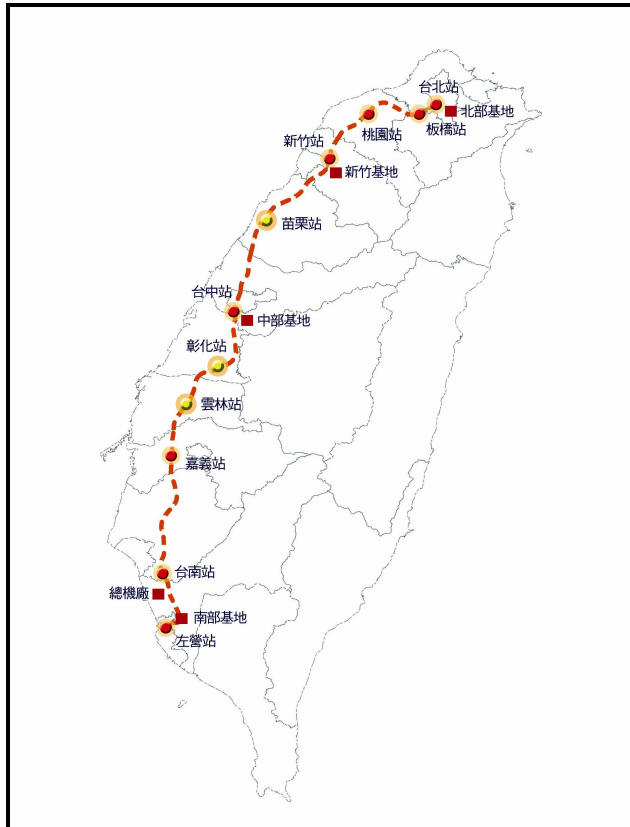 台北站
北部基地
板橋站
桃園站
新竹站
新竹基地
苗栗站
台中站
中部基地
彰化站
雲林站
嘉義站
台南站
總機廠
南部基地
左營站